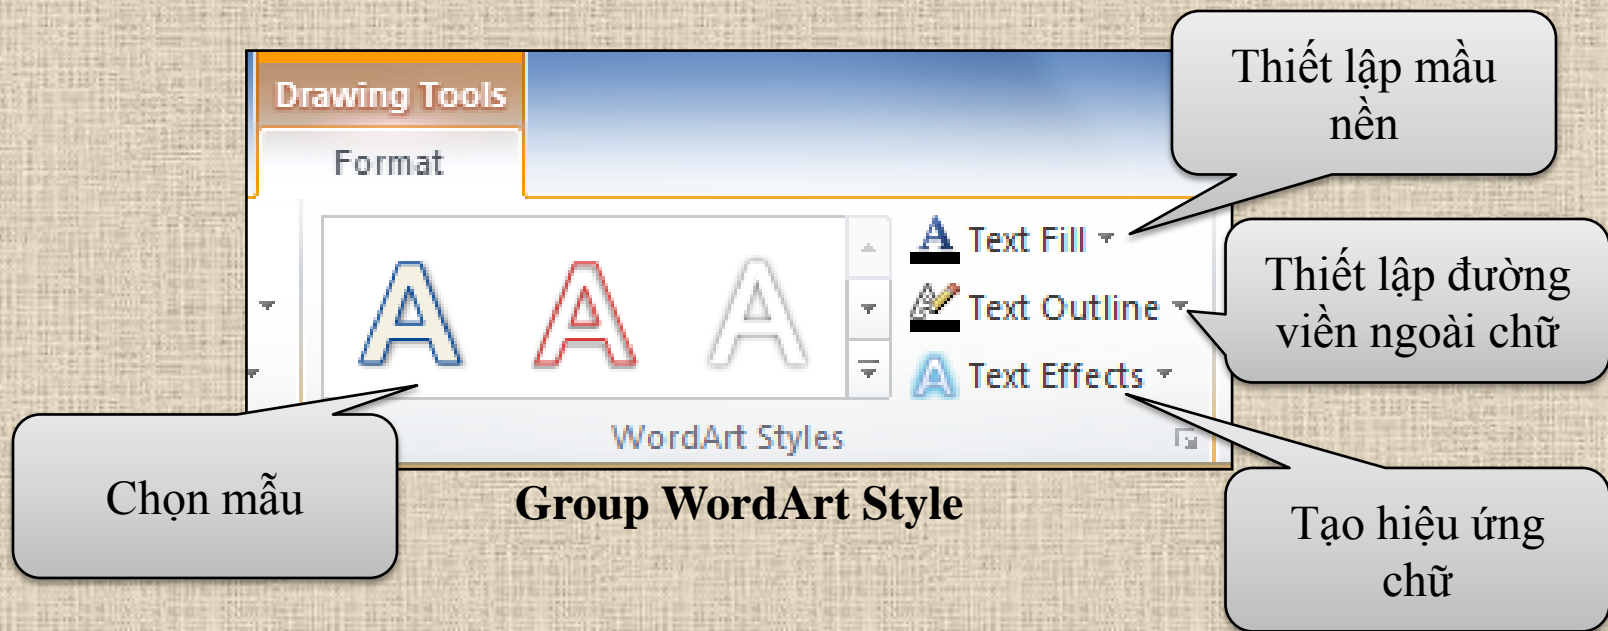 Thiết lập mầu
nền
Drawing Tools
Format
A Text Fill
Thiết lập đường
viền ngoài chữ
A A A
Text Outline
A Text Effects
WordArt Styles
Chọn mẫu
Group WordArt Style
Tạo hiệu ứng
chữ